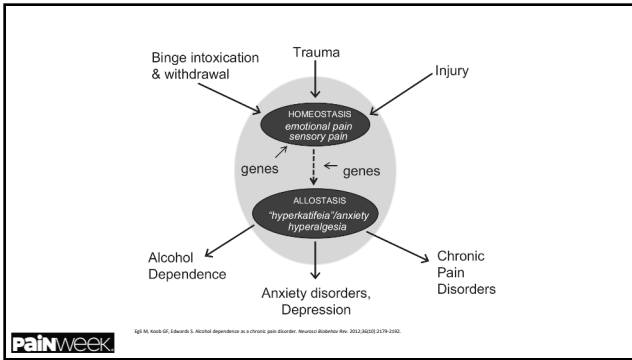 Trauma
Binge intoxication
& withdrawal
Injury
HOMEOSTASIS
emotional pain
sensory pain
genes
genes
ALLOSTASIS
"hyperkatifeia"/anxiety
hyperalgesia
Alcohol
Dependence
Anxiety disorders,
Depression
Chronic
Pain
Disorders
Egli M, Koob GF, Edwards S. Alcohol dependence as a chronic pain disorder. Neurosci Biobehav Rev. 2012;36(10):2179-2192.
PAINWEEK.